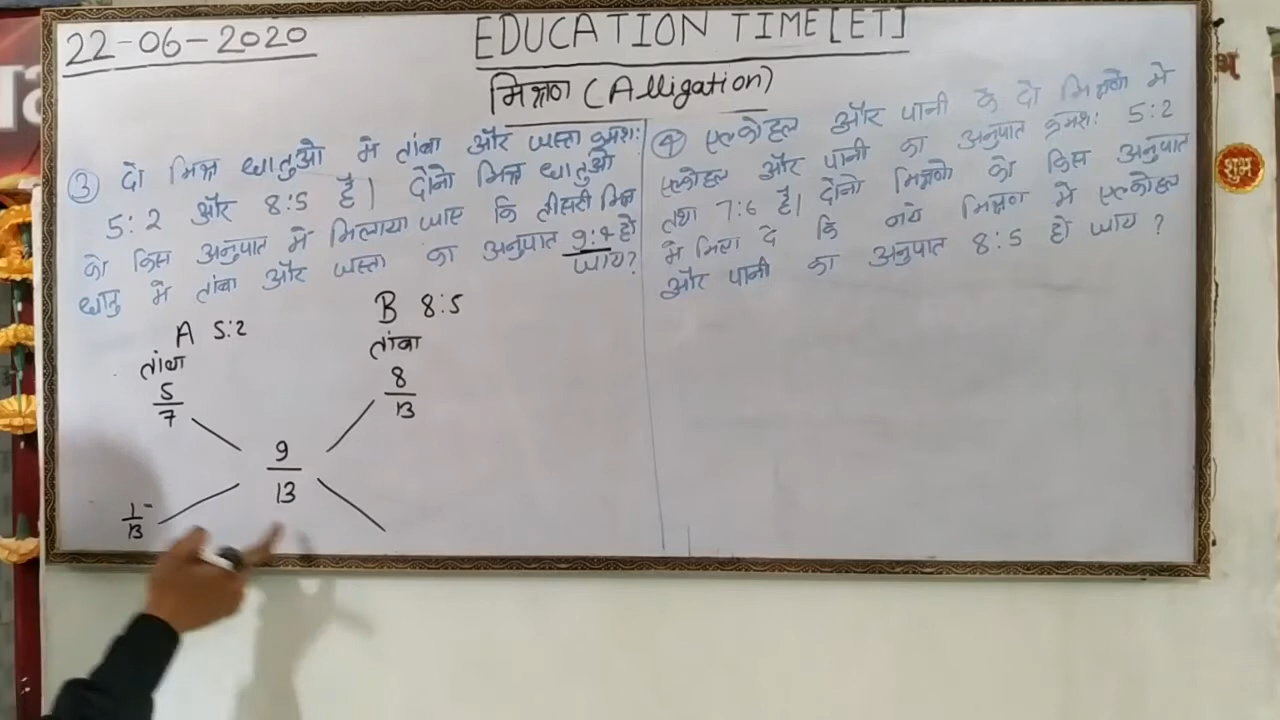 22-06-2020
EDUCATION TIME [ET]
मिश्रण (Alligation)
③ दो मिश्र धातुओ मे तांबा और जस्ता क्रमश:
5:2 और 8:5 है। दोनो मिश्र धातुओ
को किस अनुपात मे मिलाया जाए कि तीसरी मिश्र
धातु मे तांबा और जस्ता का अनुपात 9:4 हो
जाय?
A 5:2
तांबा
5/7
B 8:5
तांबा
8/13
9/13
1/13
④ एल्कोहल और पानी के दो मिश्रणो मे
एल्कोहल और पानी का अनुपात क्रमश: 5:2
तथा 7:6 है। दोनो मिश्रणो को किस अनुपात
मे मिला दे कि नये मिश्रण मे एल्कोहल
और पानी का अनुपात 8:5 हो जाय ?
शुभ